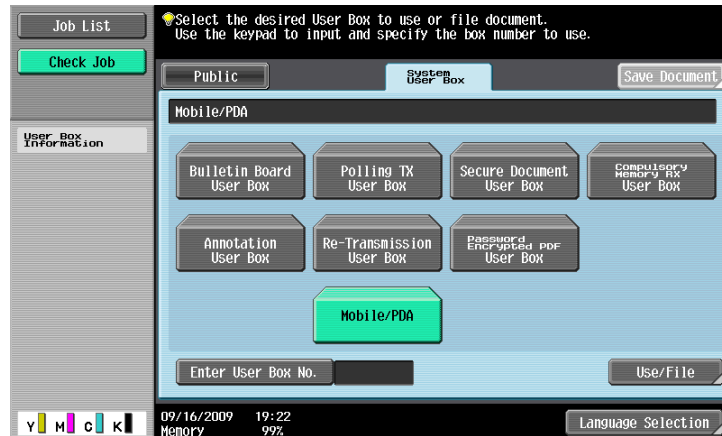 Job List
Check Job
Select the desired User Box to use or file document.
Use the keypad to input and specify the box number to use.
Public
System
User Box
Save Document
Mobile/PDA
User Box
Information
Bulletin Board
User Box
Polling TX
User Box
Secure Document
User Box
Compulsory
Memory RX
User Box
Annotation
User Box
Re-Transmission
User Box
Password
Encrypted PDF
User Box
Mobile/PDA
Enter User Box No.
Use/File
Y M C K
09/16/2009 19:22
Memory 99%
Language Selection